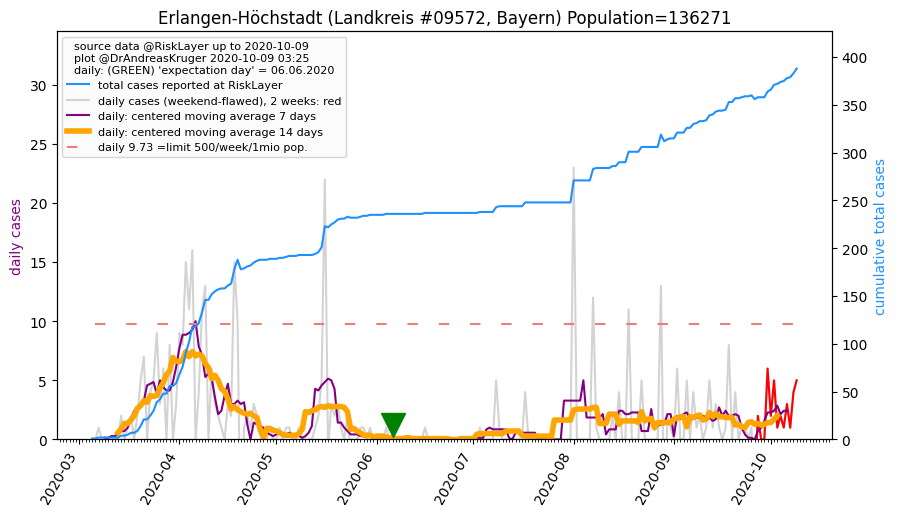 Erlangen-Höchstadt (Landkreis #09572, Bayern) Population=136271
source data @RiskLayer up to 2020-10-09
plot @DrAndreasKruger 2020-10-09 03:25
daily: (GREEN) 'expectation day' = 06.06.2020
total cases reported at RiskLayer
daily cases (weekend-flawed), 2 weeks: red
daily: centered moving average 7 days
daily: centered moving average 14 days
daily 9.73 =limit 500/week/1mio pop.
daily cases
30
25
20
15
10
5
0
cumulative total cases
400
350
300
250
200
150
100
50
0
2020-03
2020-04
2020-05
2020-06
2020-07
2020-08
2020-09
2020-10